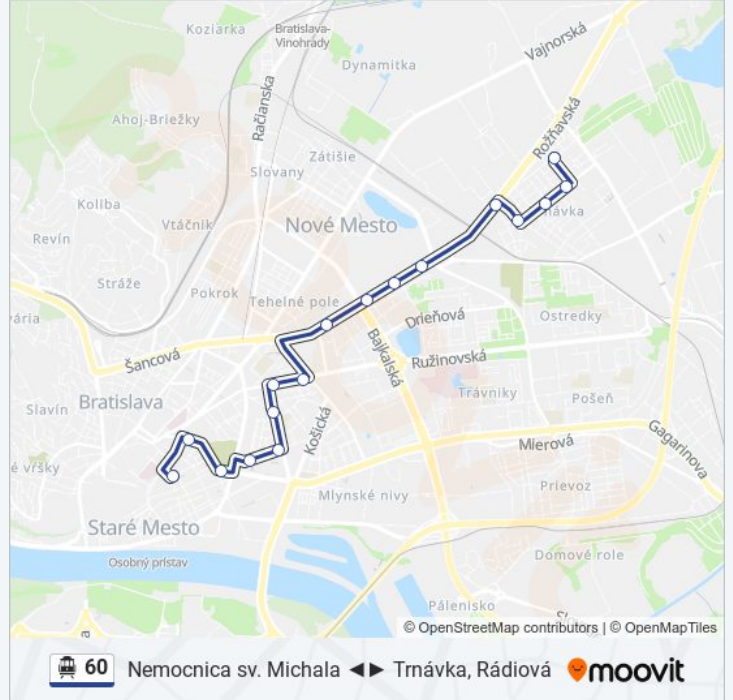 Koziarka
Bratislava-
Vinohrady
Vajnorská
Dynamitka
Račianska
Rožňavská
Ahoj-Briežky
Zátišie
Slovany
Koliba
Vtáčnik
Nové Mesto
Revín
Stráže
Pokrok
Tehelné pole
Drieňová
Ostredky
Šancová
Bajkalská
Ružinovská
Trávniky
Pošeň
Slavín
Bratislava
Košická
Mierová
Gagarinova
é vŕšky
Mlynské nivy
Prievoz
Staré Mesto
Osobný prístav
Domové role
Pálenisko
© OpenStreetMap contributors | © OpenMapTiles
60 Nemocnica sv. Michala ◄► Trnávka, Rádiová moovit